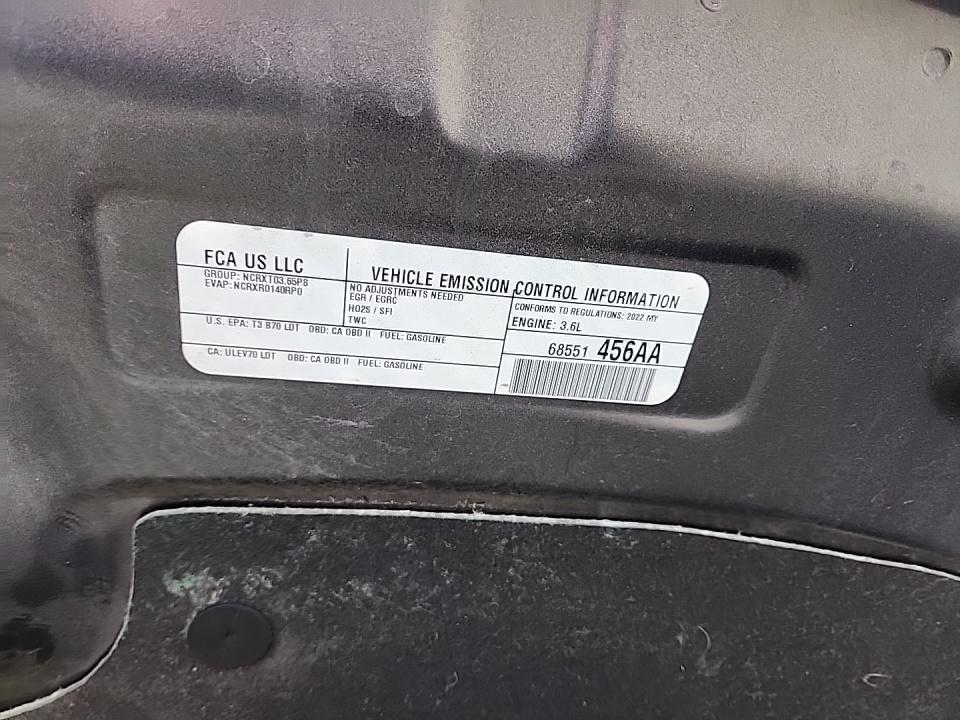 FCA US LLC
GROUP: NCRXT03.65P8
EVAP: NCRXR0140RP0
VEHICLE EMISSION CONTROL INFORMATION
NO ADJUSTMENTS NEEDED
EGR / EGRC
HO2S / SFI
TWC
CONFORMS TO REGULATIONS: 2022 MY
ENGINE: 3.6L
U.S. EPA: T3 B70 LDT OBD: CA OBD II FUEL: GASOLINE
CA: ULEV70 LDT OBD: CA OBD II FUEL: GASOLINE
68551 456AA